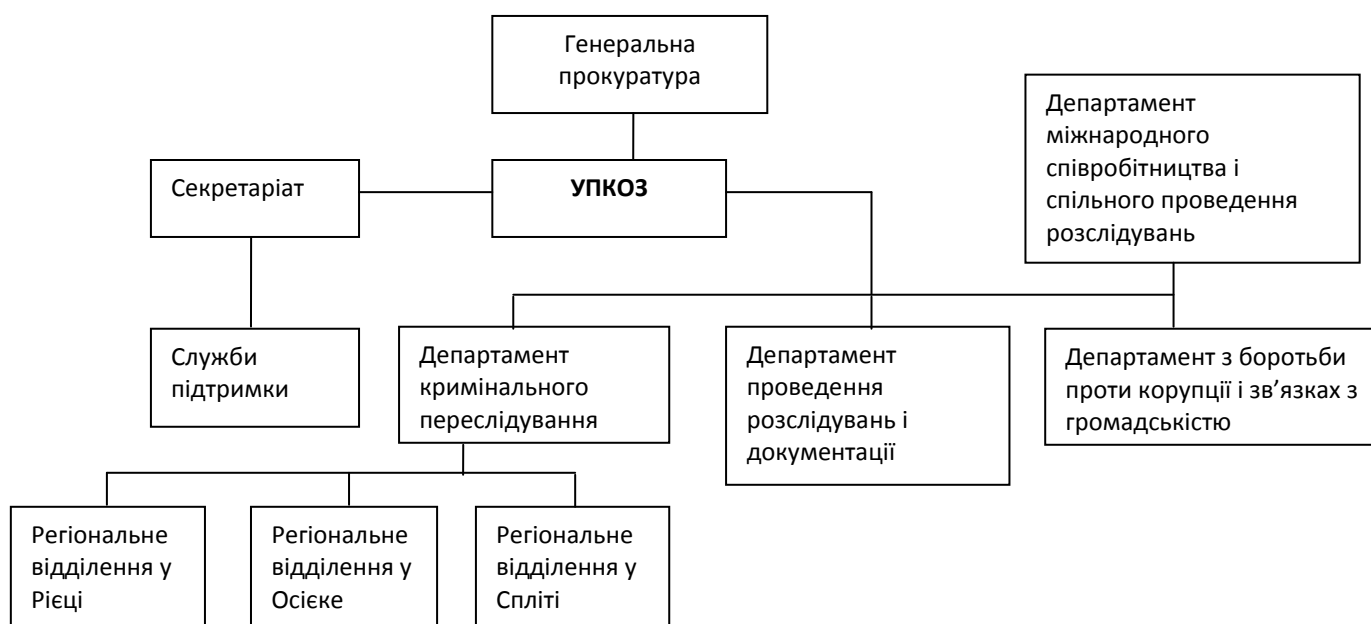 Генеральна
прокуратура
Департамент
міжнародного
співробітництва і
спільного проведення
розслідувань
Секретаріат
УПКОЗ
Служби
підтримки
Департамент
кримінального
переслідування
Департамент
проведення
розслідувань і
документації
Департамент з боротьби
проти корупції і зв’язках з
громадськістю
Регіональне
відділення у
Рієці
Регіональне
відділення у
Осієке
Регіональне
відділення у
Спліті